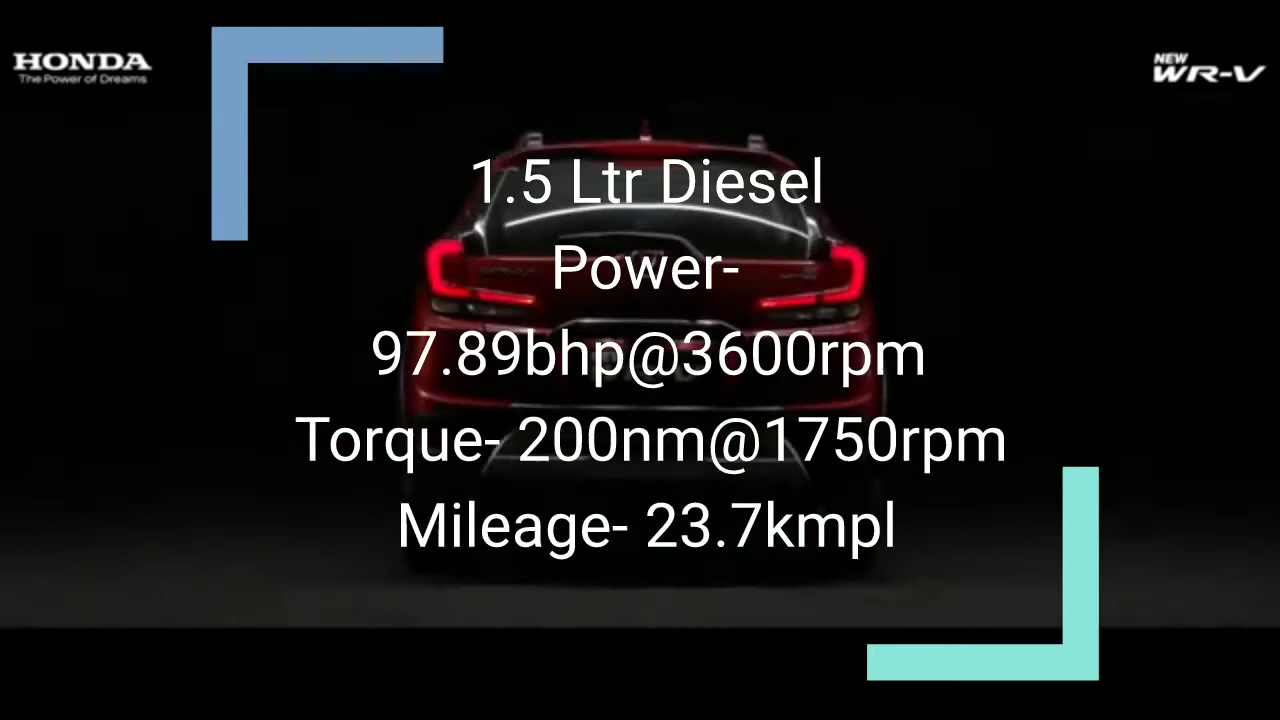 HONDA
The Power of Dreams
NEW
WR-V
1.5 Ltr Diesel
Power-
97.89bhp@3600rpm
Torque- 200nm@1750rpm
Mileage- 23.7kmpl